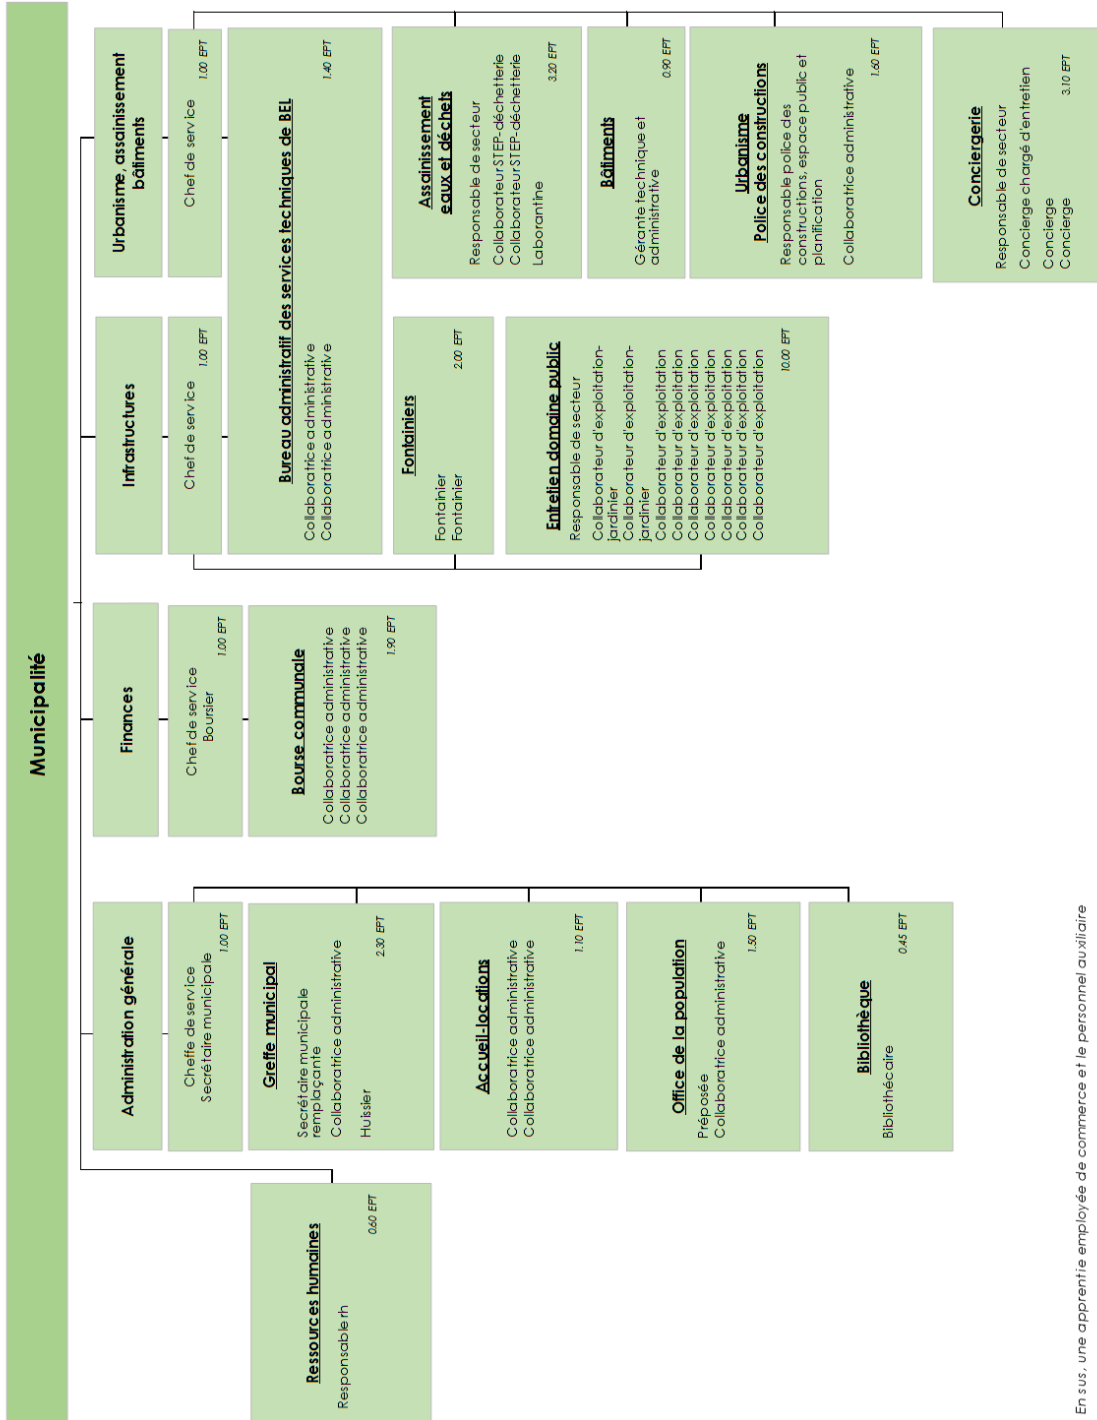 Municipalité
Ressources humaines
Responsable rh
0.60 EPT
Administration générale
Cheffe de service
Secrétaire municipale
1.00 EPT
Greffe municipal
Secrétaire municipale
remplaçante
Collaboratrice administrative
Huissier
2.30 EPT
Accueil-locations
Collaboratrice administrative
Collaboratrice administrative
1.10 EPT
Office de la population
Préposée
Collaboratrice administrative
1.50 EPT
Bibliothèque
Bibliothécaire
0.45 EPT
Finances
Chef de service
Boursier
1.00 EPT
Bourse communale
Collaboratrice administrative
Collaboratrice administrative
Collaboratrice administrative
1.90 EPT
Infrastructures
Chef de service
1.00 EPT
Urbanisme, assainissement
bâtiments
Chef de service
1.00 EPT
Bureau administratif des services techniques de BEL
Collaboratrice administrative
Collaboratrice administrative
1.40 EPT
Fontainiers
Fontainier
Fontainier
2.00 EPT
Entretien domaine public
Responsable de secteur
Collaborateur d'exploitation-
jardinier
Collaborateur d'exploitation-
jardinier
Collaborateur d'exploitation
Collaborateur d'exploitation
Collaborateur d'exploitation
Collaborateur d'exploitation
Collaborateur d'exploitation
Collaborateur d'exploitation
Collaborateur d'exploitation
10.00 EPT
Assainissement
eaux et déchets
Responsable de secteur
Collaborateur STEP-déchetterie
Collaborateur STEP-déchetterie
Laborantine
3.20 EPT
Bâtiments
Gérante technique et
administrative
0.90 EPT
Urbanisme
Police des constructions
Responsable police des
constructions, espace public et
planification
Collaboratrice administrative
1.60 EPT
Conciergerie
Responsable de secteur
Concierge chargé d'entretien
Concierge
Concierge
3.10 EPT
En sus, une apprentie employée de commerce et le personnel auxiliaire